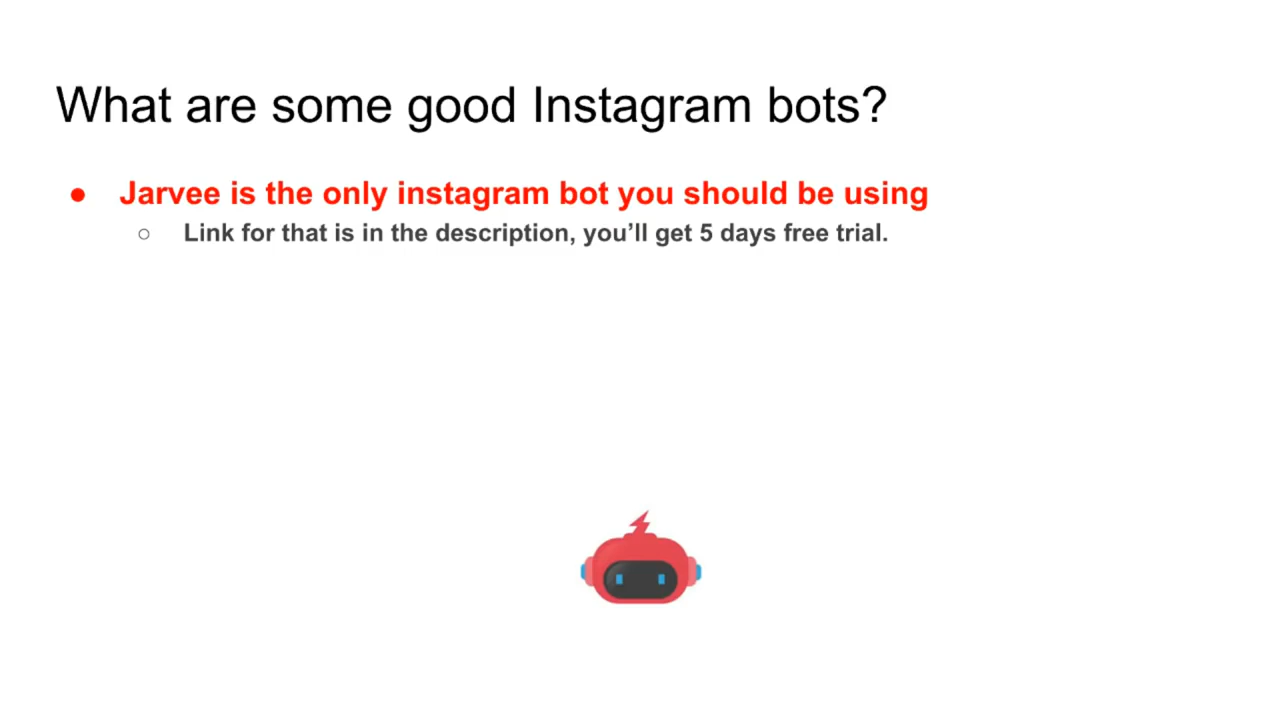 What are some good Instagram bots?
● Jarvee is the only instagram bot you should be using
○ Link for that is in the description, you'll get 5 days free trial.